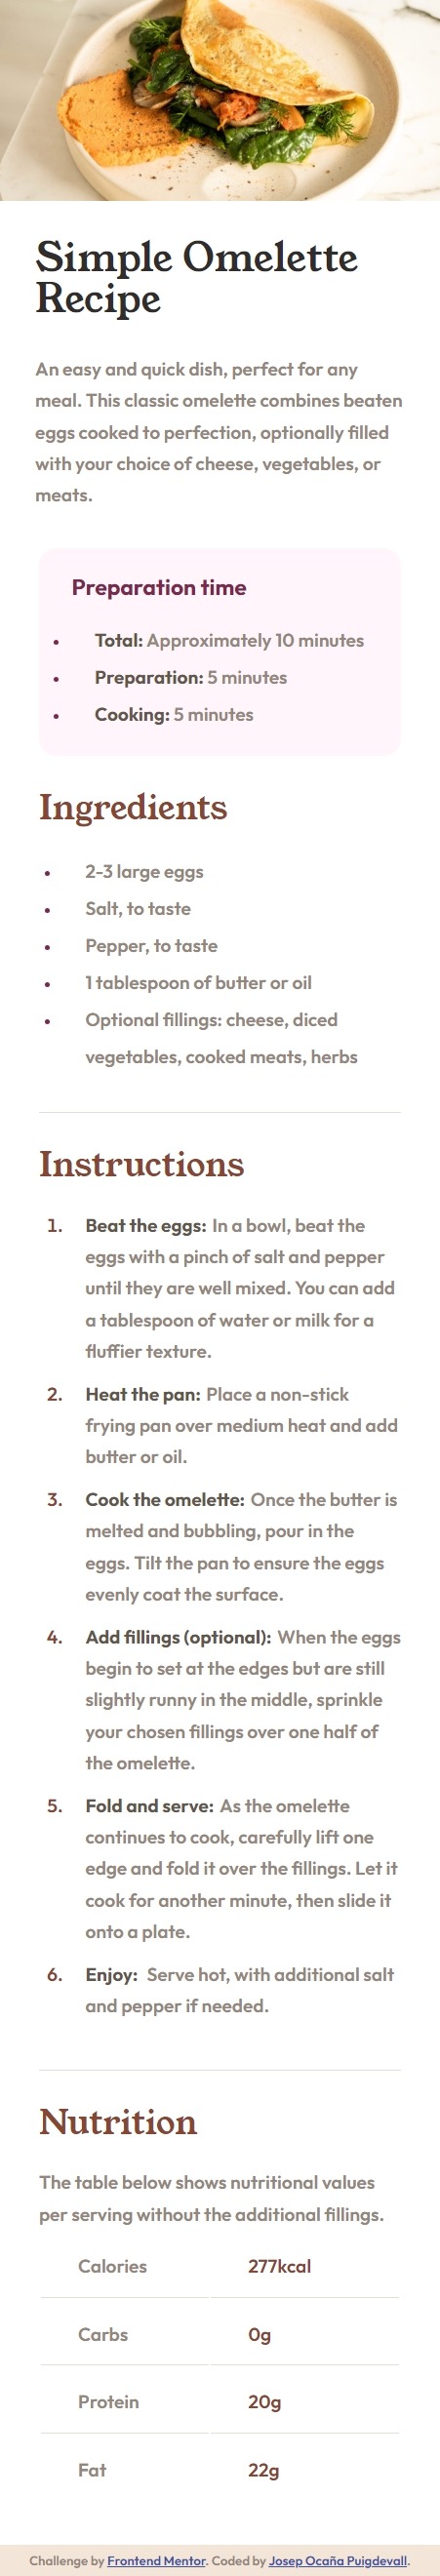 Simple Omelette
Recipe
An easy and quick dish, perfect for any
meal. This classic omelette combines beaten
eggs cooked to perfection, optionally filled
with your choice of cheese, vegetables, or
meats.
Preparation time
• Total: Approximately 10 minutes
• Preparation: 5 minutes
• Cooking: 5 minutes
Ingredients
• 2-3 large eggs
• Salt, to taste
• Pepper, to taste
• 1 tablespoon of butter or oil
• Optional fillings: cheese, diced
vegetables, cooked meats, herbs
Instructions
1. Beat the eggs: In a bowl, beat the
eggs with a pinch of salt and pepper
until they are well mixed. You can add
a tablespoon of water or milk for a
fluffier texture.
2. Heat the pan: Place a non-stick
frying pan over medium heat and add
butter or oil.
3. Cook the omelette: Once the butter is
melted and bubbling, pour in the
eggs. Tilt the pan to ensure the eggs
evenly coat the surface.
4. Add fillings (optional): When the eggs
begin to set at the edges but are still
slightly runny in the middle, sprinkle
your chosen fillings over one half of
the omelette.
5. Fold and serve: As the omelette
continues to cook, carefully lift one
edge and fold it over the fillings. Let it
cook for another minute, then slide it
onto a plate.
6. Enjoy: Serve hot, with additional salt
and pepper if needed.
Nutrition
The table below shows nutritional values
per serving without the additional fillings.
Calories 277kcal
Carbs 0g
Protein 20g
Fat 22g
Challenge by Frontend Mentor. Coded by Josep Ocaña Puigdevall.